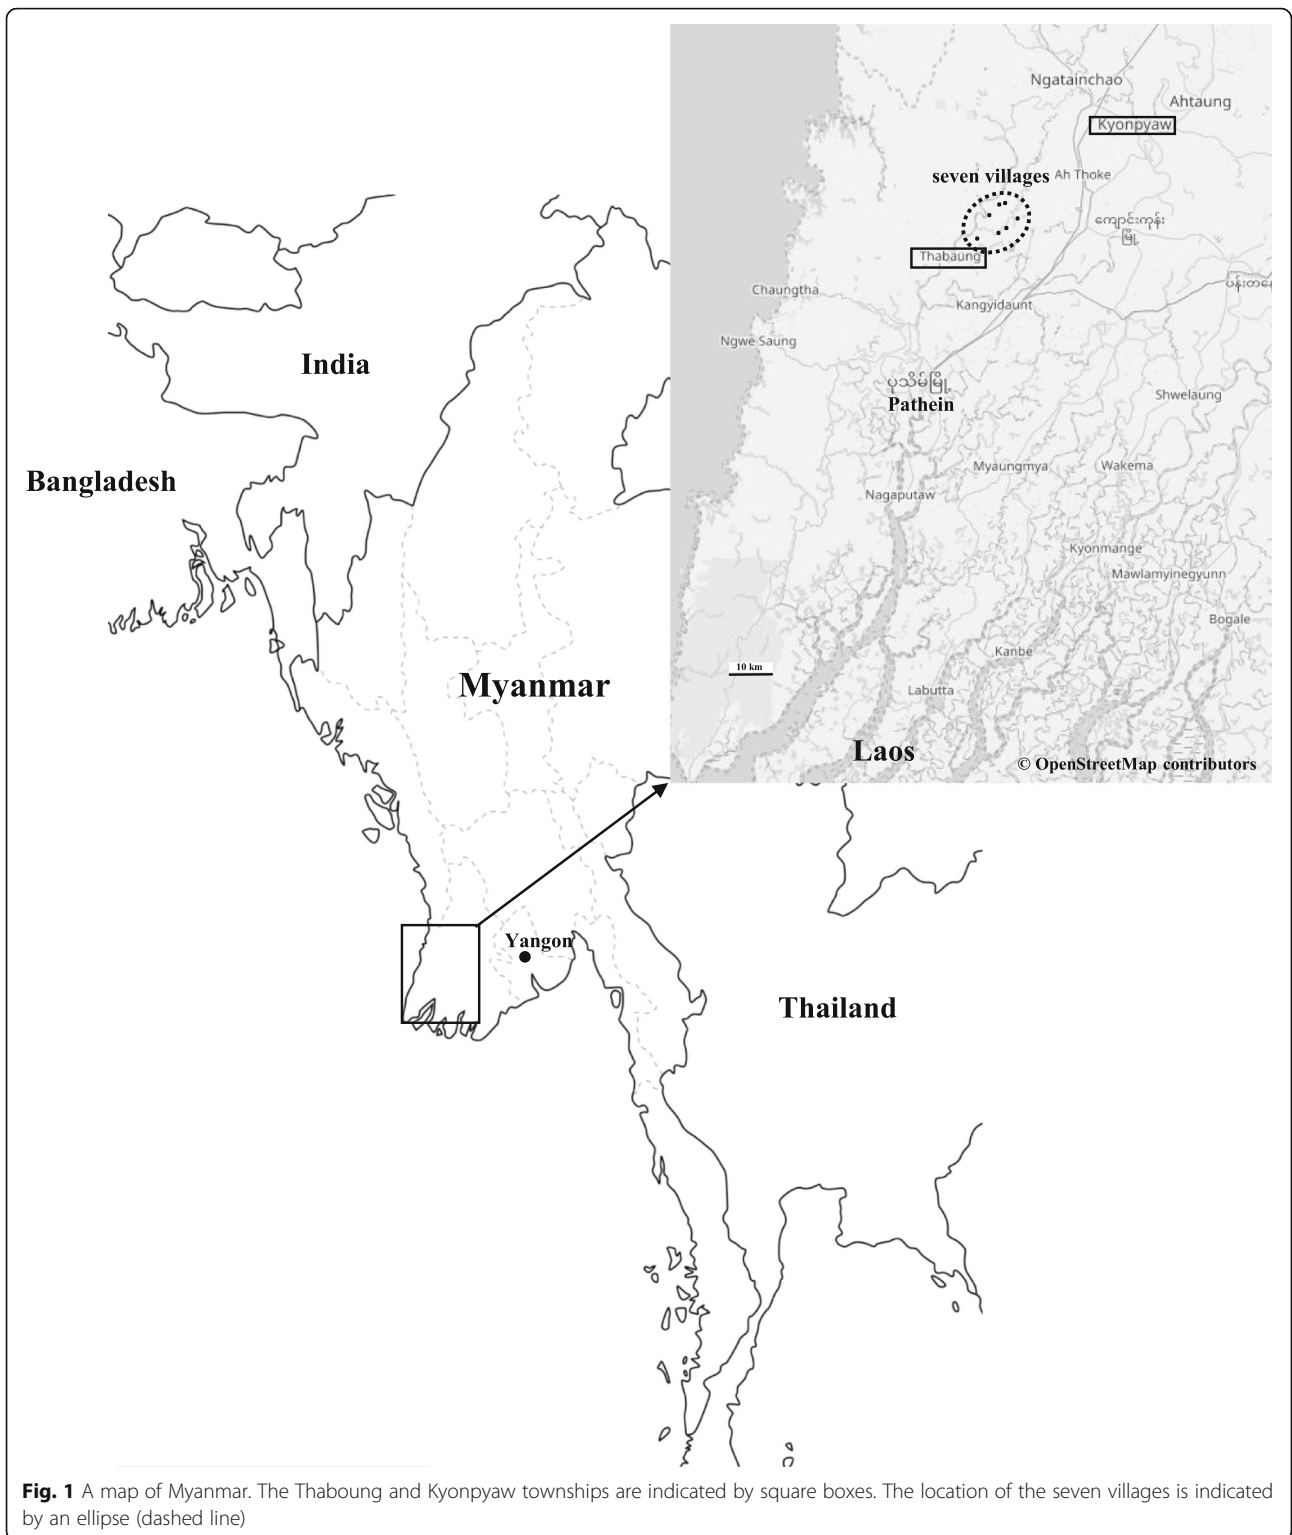 Ngatainchao
Ahtaung
Kyonpyaw
seven villages
Ah Thoke
ကျောင်းကုန်း
မြို့
Thabaung
Chaungtha
Kangyidaunt
Ngwe Saung
ပုသိမ်မြို့
Pathein
Shwelaung
Myaungmya
Wakema
Nagaputaw
Kyonmange
Mawlamyinegyunn
Bogale
Kanbe
10 km
Labutta
Laos
© OpenStreetMap contributors
India
Bangladesh
Myanmar
Yangon
Thailand
Fig. 1 A map of Myanmar. The Thaboung and Kyonpyaw townships are indicated by square boxes. The location of the seven villages is indicated
by an ellipse (dashed line)